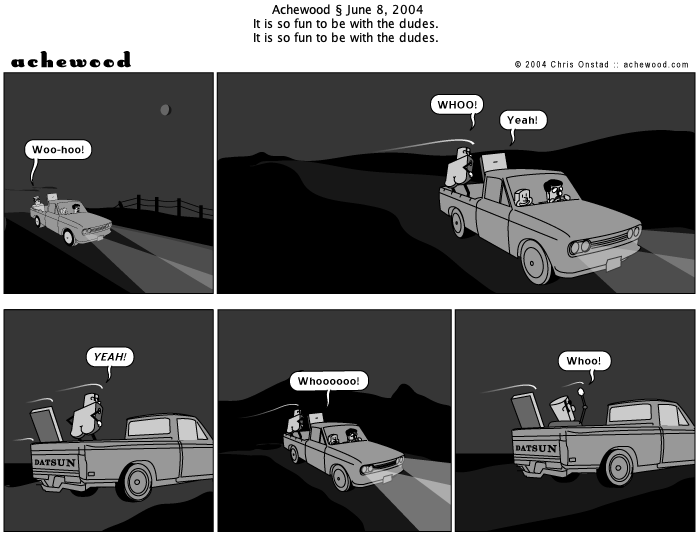 Achewood § June 8, 2004
It is so fun to be with the dudes.
It is so fun to be with the dudes.
achewood
© 2004 Chris Onstad :: achewood.com
Woo-hoo!
WHOO!
Yeah!
YEAH!
DATSUN
Whoooooo!
Whoo!
DATSUN